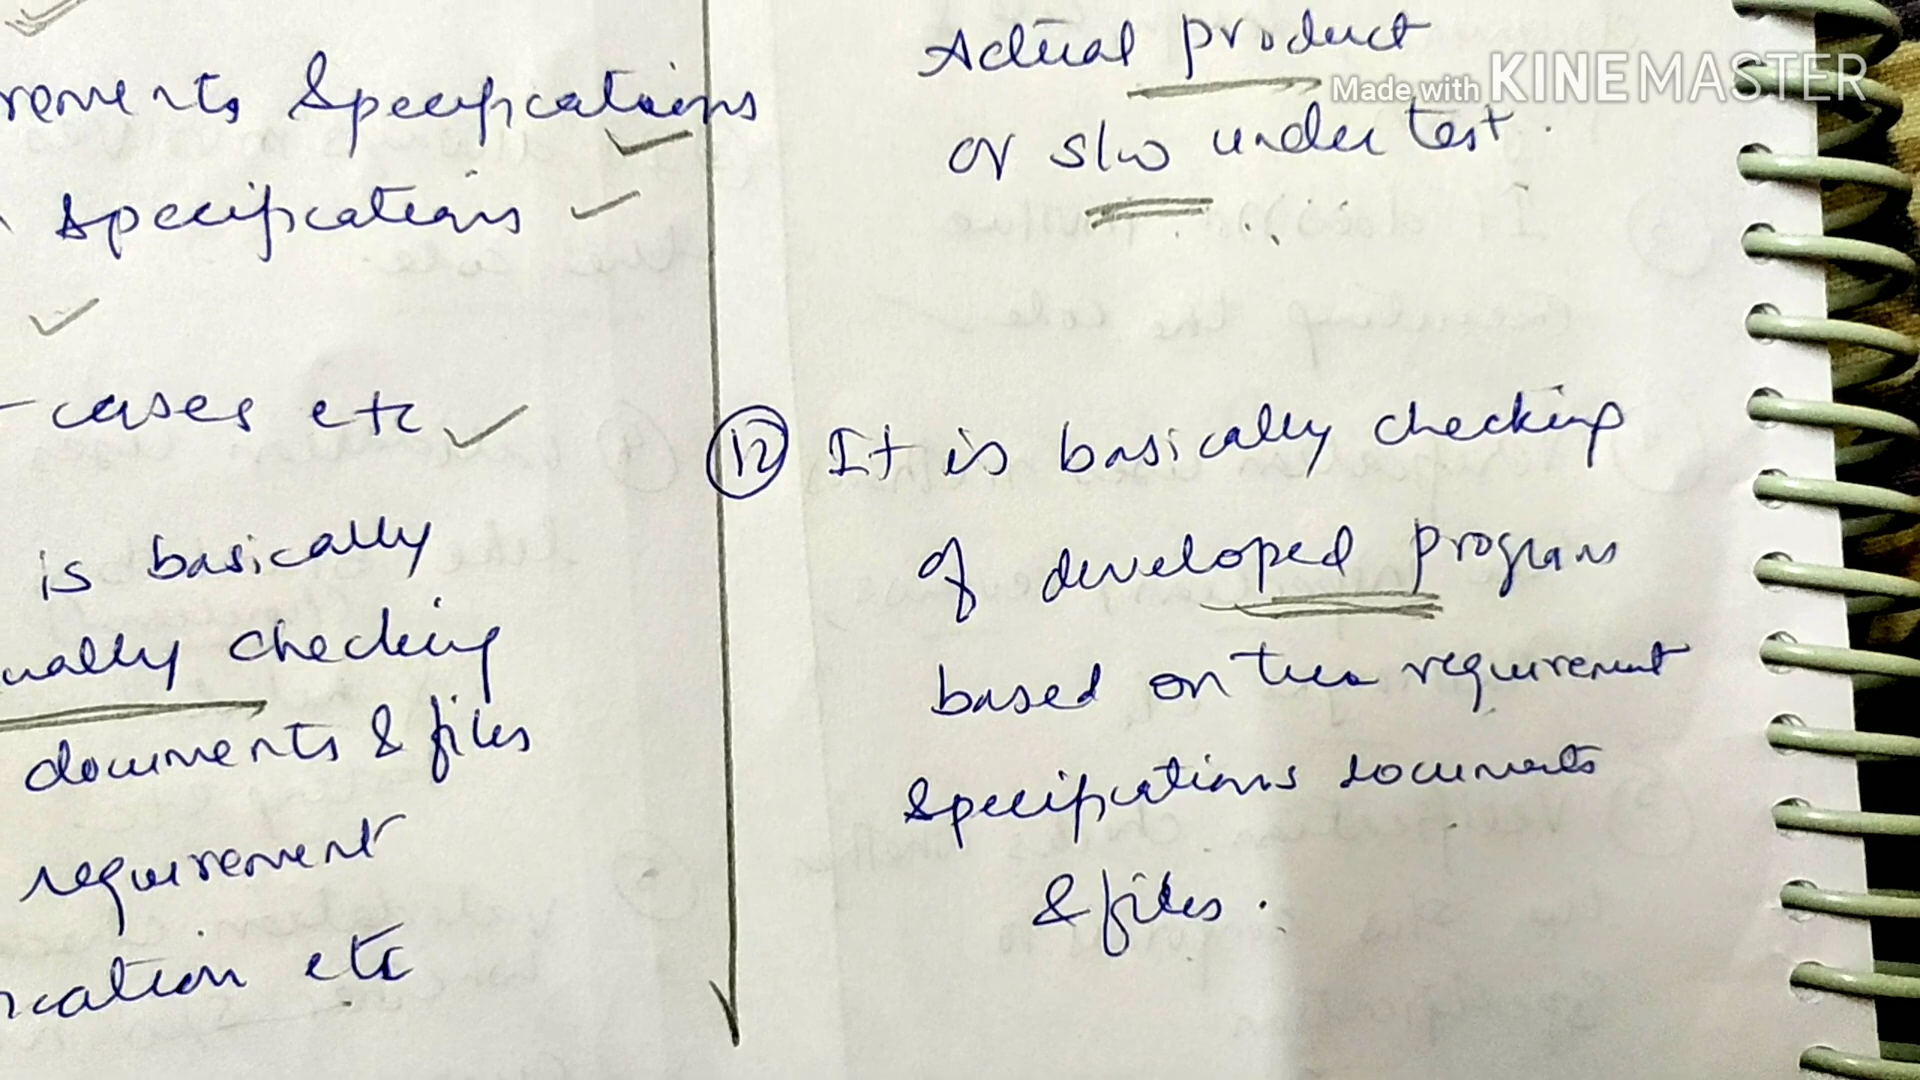 rements Specifications
Specifications
cases etc
is basically
ually checking
documents & files
requirement
ication etc
Actual product
or s/w under test.
(12) It is basically checking
of developed program
based on the requirement
Specifications documents
& files.
Made with KINEMASTER